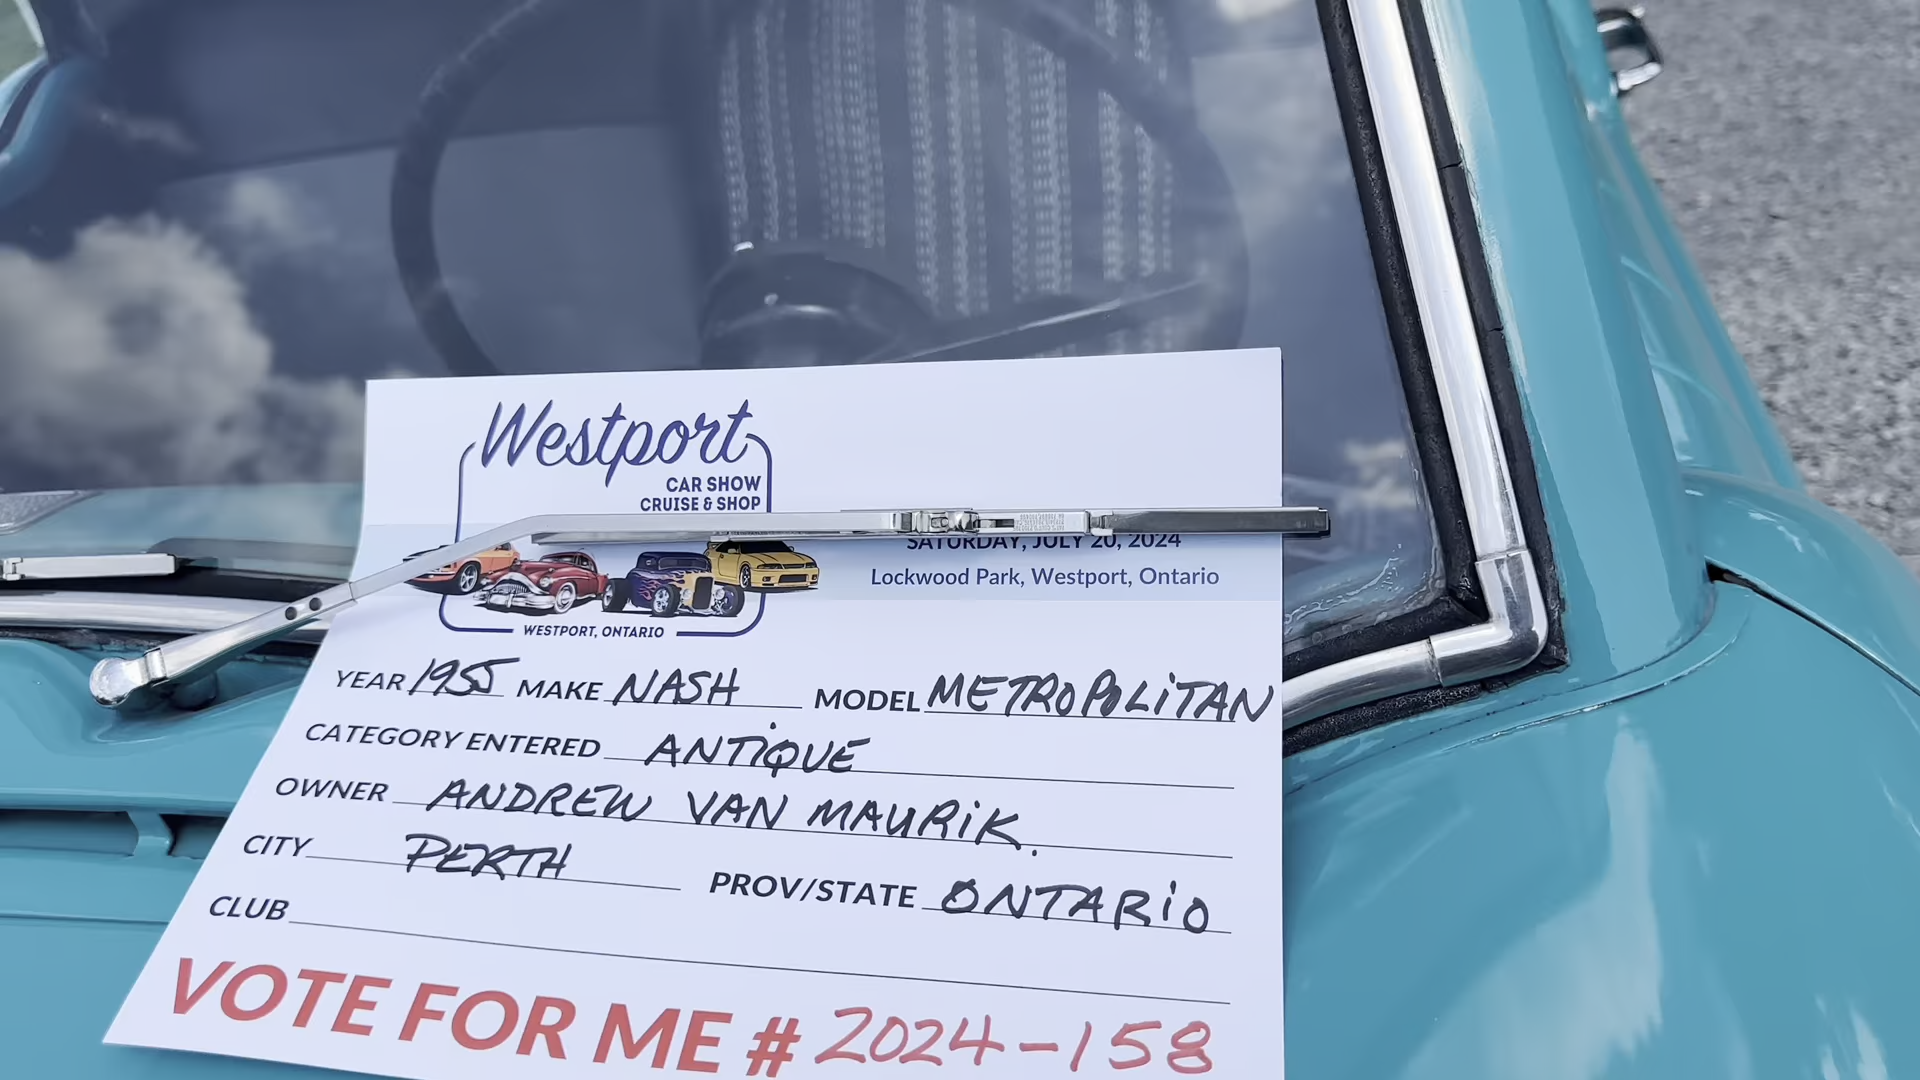 Westport
CAR SHOW
CRUISE & SHOP
SATURDAY, JULY 20, 2024
Lockwood Park, Westport, Ontario
WESTPORT, ONTARIO
YEAR 1955 MAKE NASH MODEL METROPOLITAN
CATEGORY ENTERED ANTIQUE
OWNER ANDREW VAN MAURIK.
CITY PERTH PROV/STATE ONTARIO
CLUB
VOTE FOR ME # 2024-158